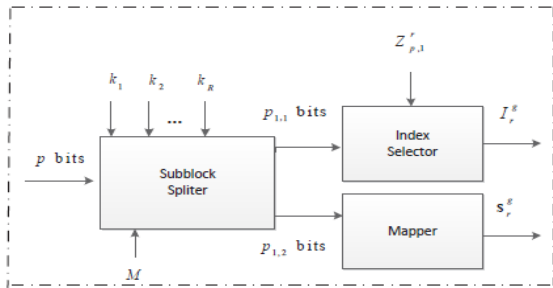 Z^r_{p,1}
k_1 k_2 ... k_R
p_{1,1} bits
I^g_r
p bits
Subblock
Spliter
Index
Selector
s^g_r
Mapper
p_{1,2} bits
M